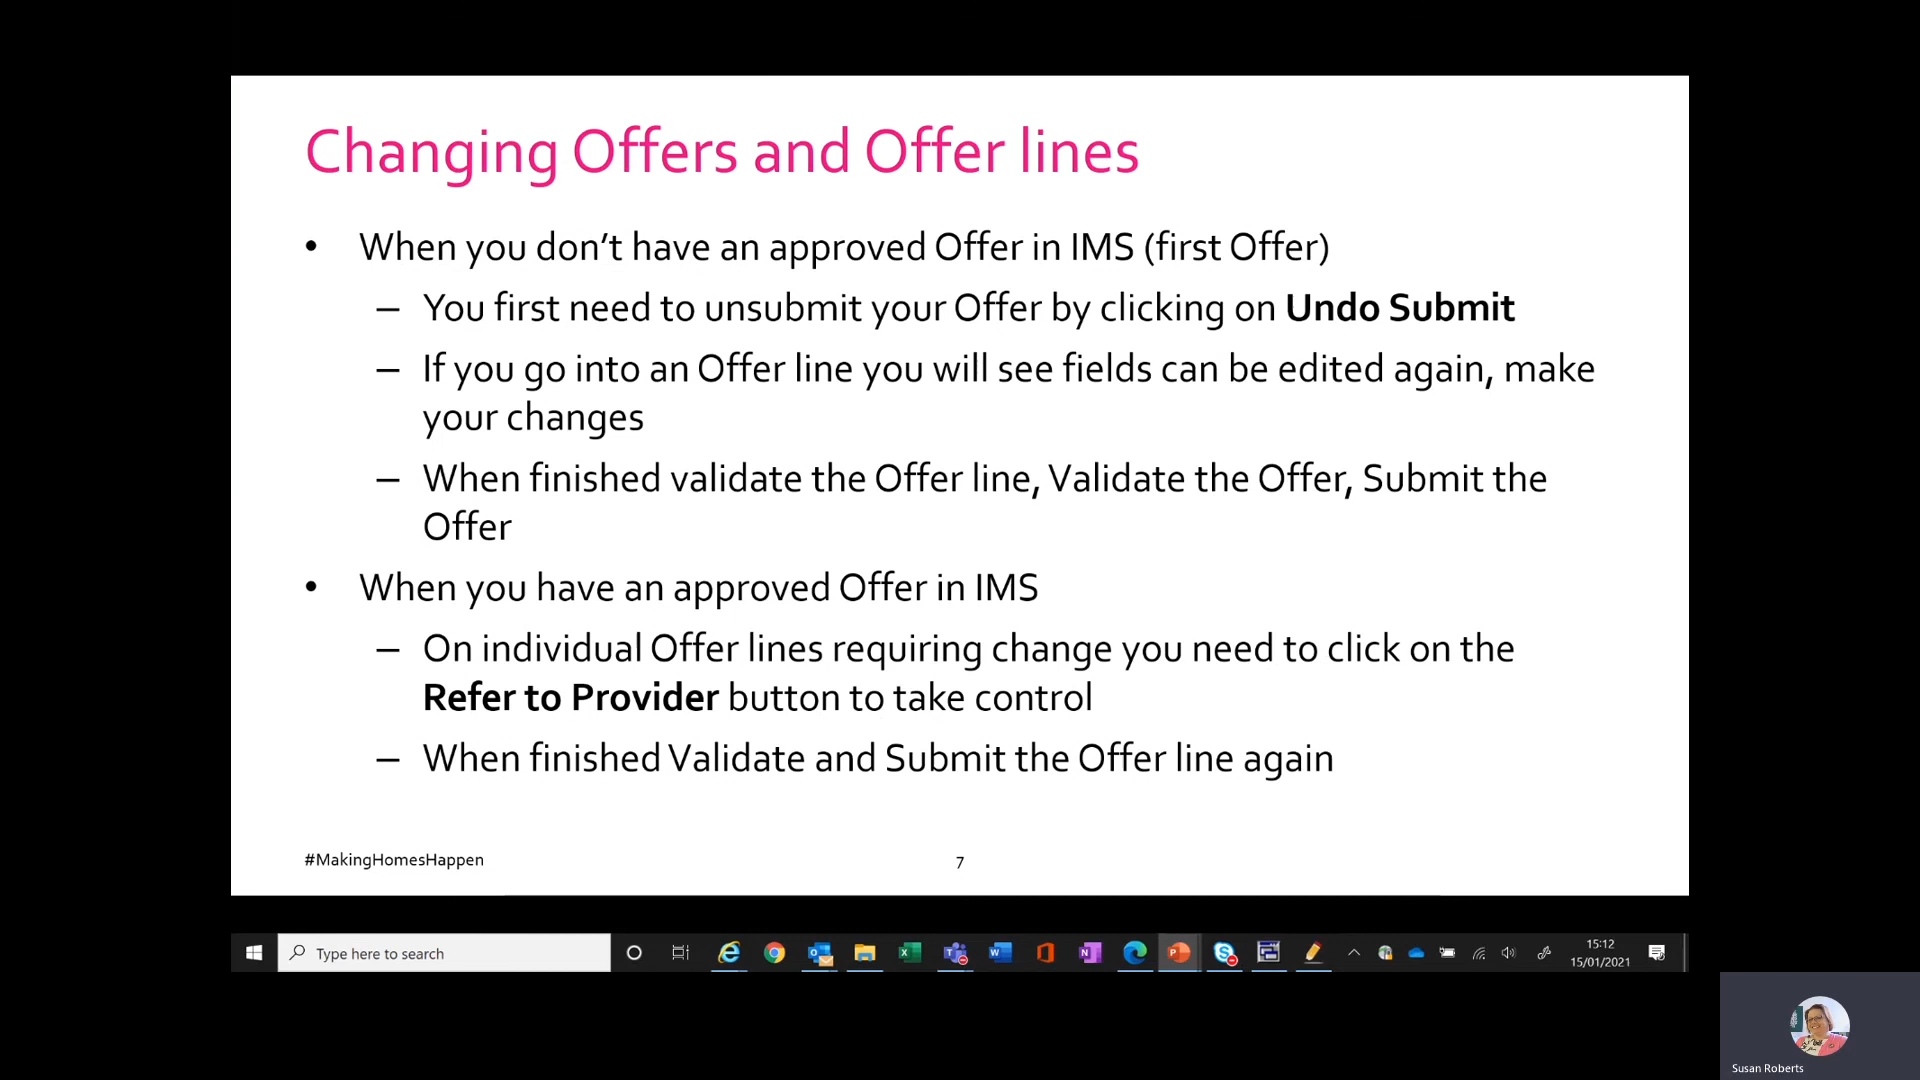 Changing Offers and Offer lines
• When you don’t have an approved Offer in IMS (first Offer)
– You first need to unsubmit your Offer by clicking on Undo Submit
– If you go into an Offer line you will see fields can be edited again, make
your changes
– When finished validate the Offer line, Validate the Offer, Submit the
Offer
• When you have an approved Offer in IMS
– On individual Offer lines requiring change you need to click on the
Refer to Provider button to take control
– When finished Validate and Submit the Offer line again
#MakingHomesHappen
7
Type here to search
15:12
15/01/2021
Susan Roberts